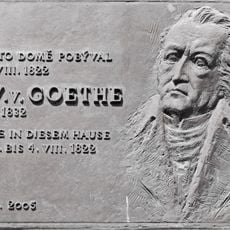 TO DOMĚ POBÝVAL
VIII. 1822
V. v. GOETHE
1832
E IN DIESEM HAUSE
. BIS 4. VIII. 1822
. 2005